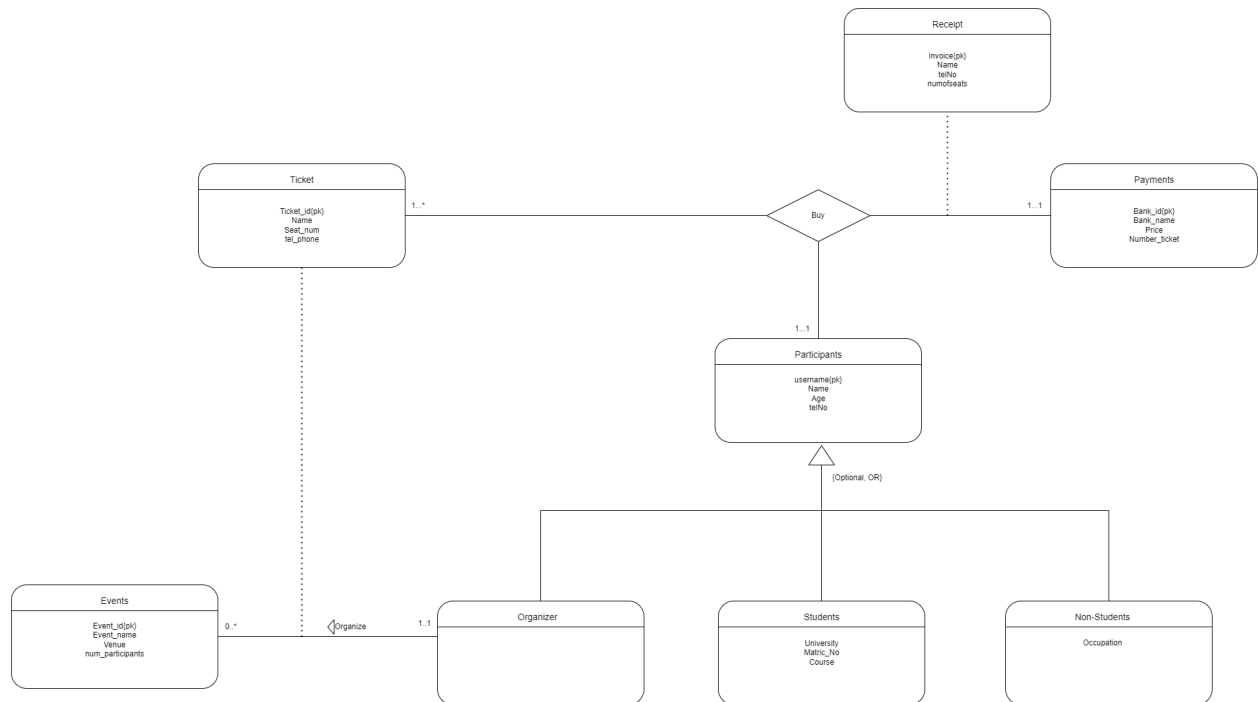 Receipt
Invoice{pk}
Name
telNo
numofseats
Ticket
Ticket_id{pk}
Name
Seat_num
tel_phone
1...*
Buy
1...1
Payments
Bank_id{pk}
Bank_name
Price
Number_ticket
1...1
Participants
username{pk}
Name
Age
telNo
{Optional, OR}
Events
Event_id{pk}
Event_name
Venue
num_participants
0..*
Organize
1..1
Organizer
Students
University
Matric_No
Course
Non-Students
Occupation